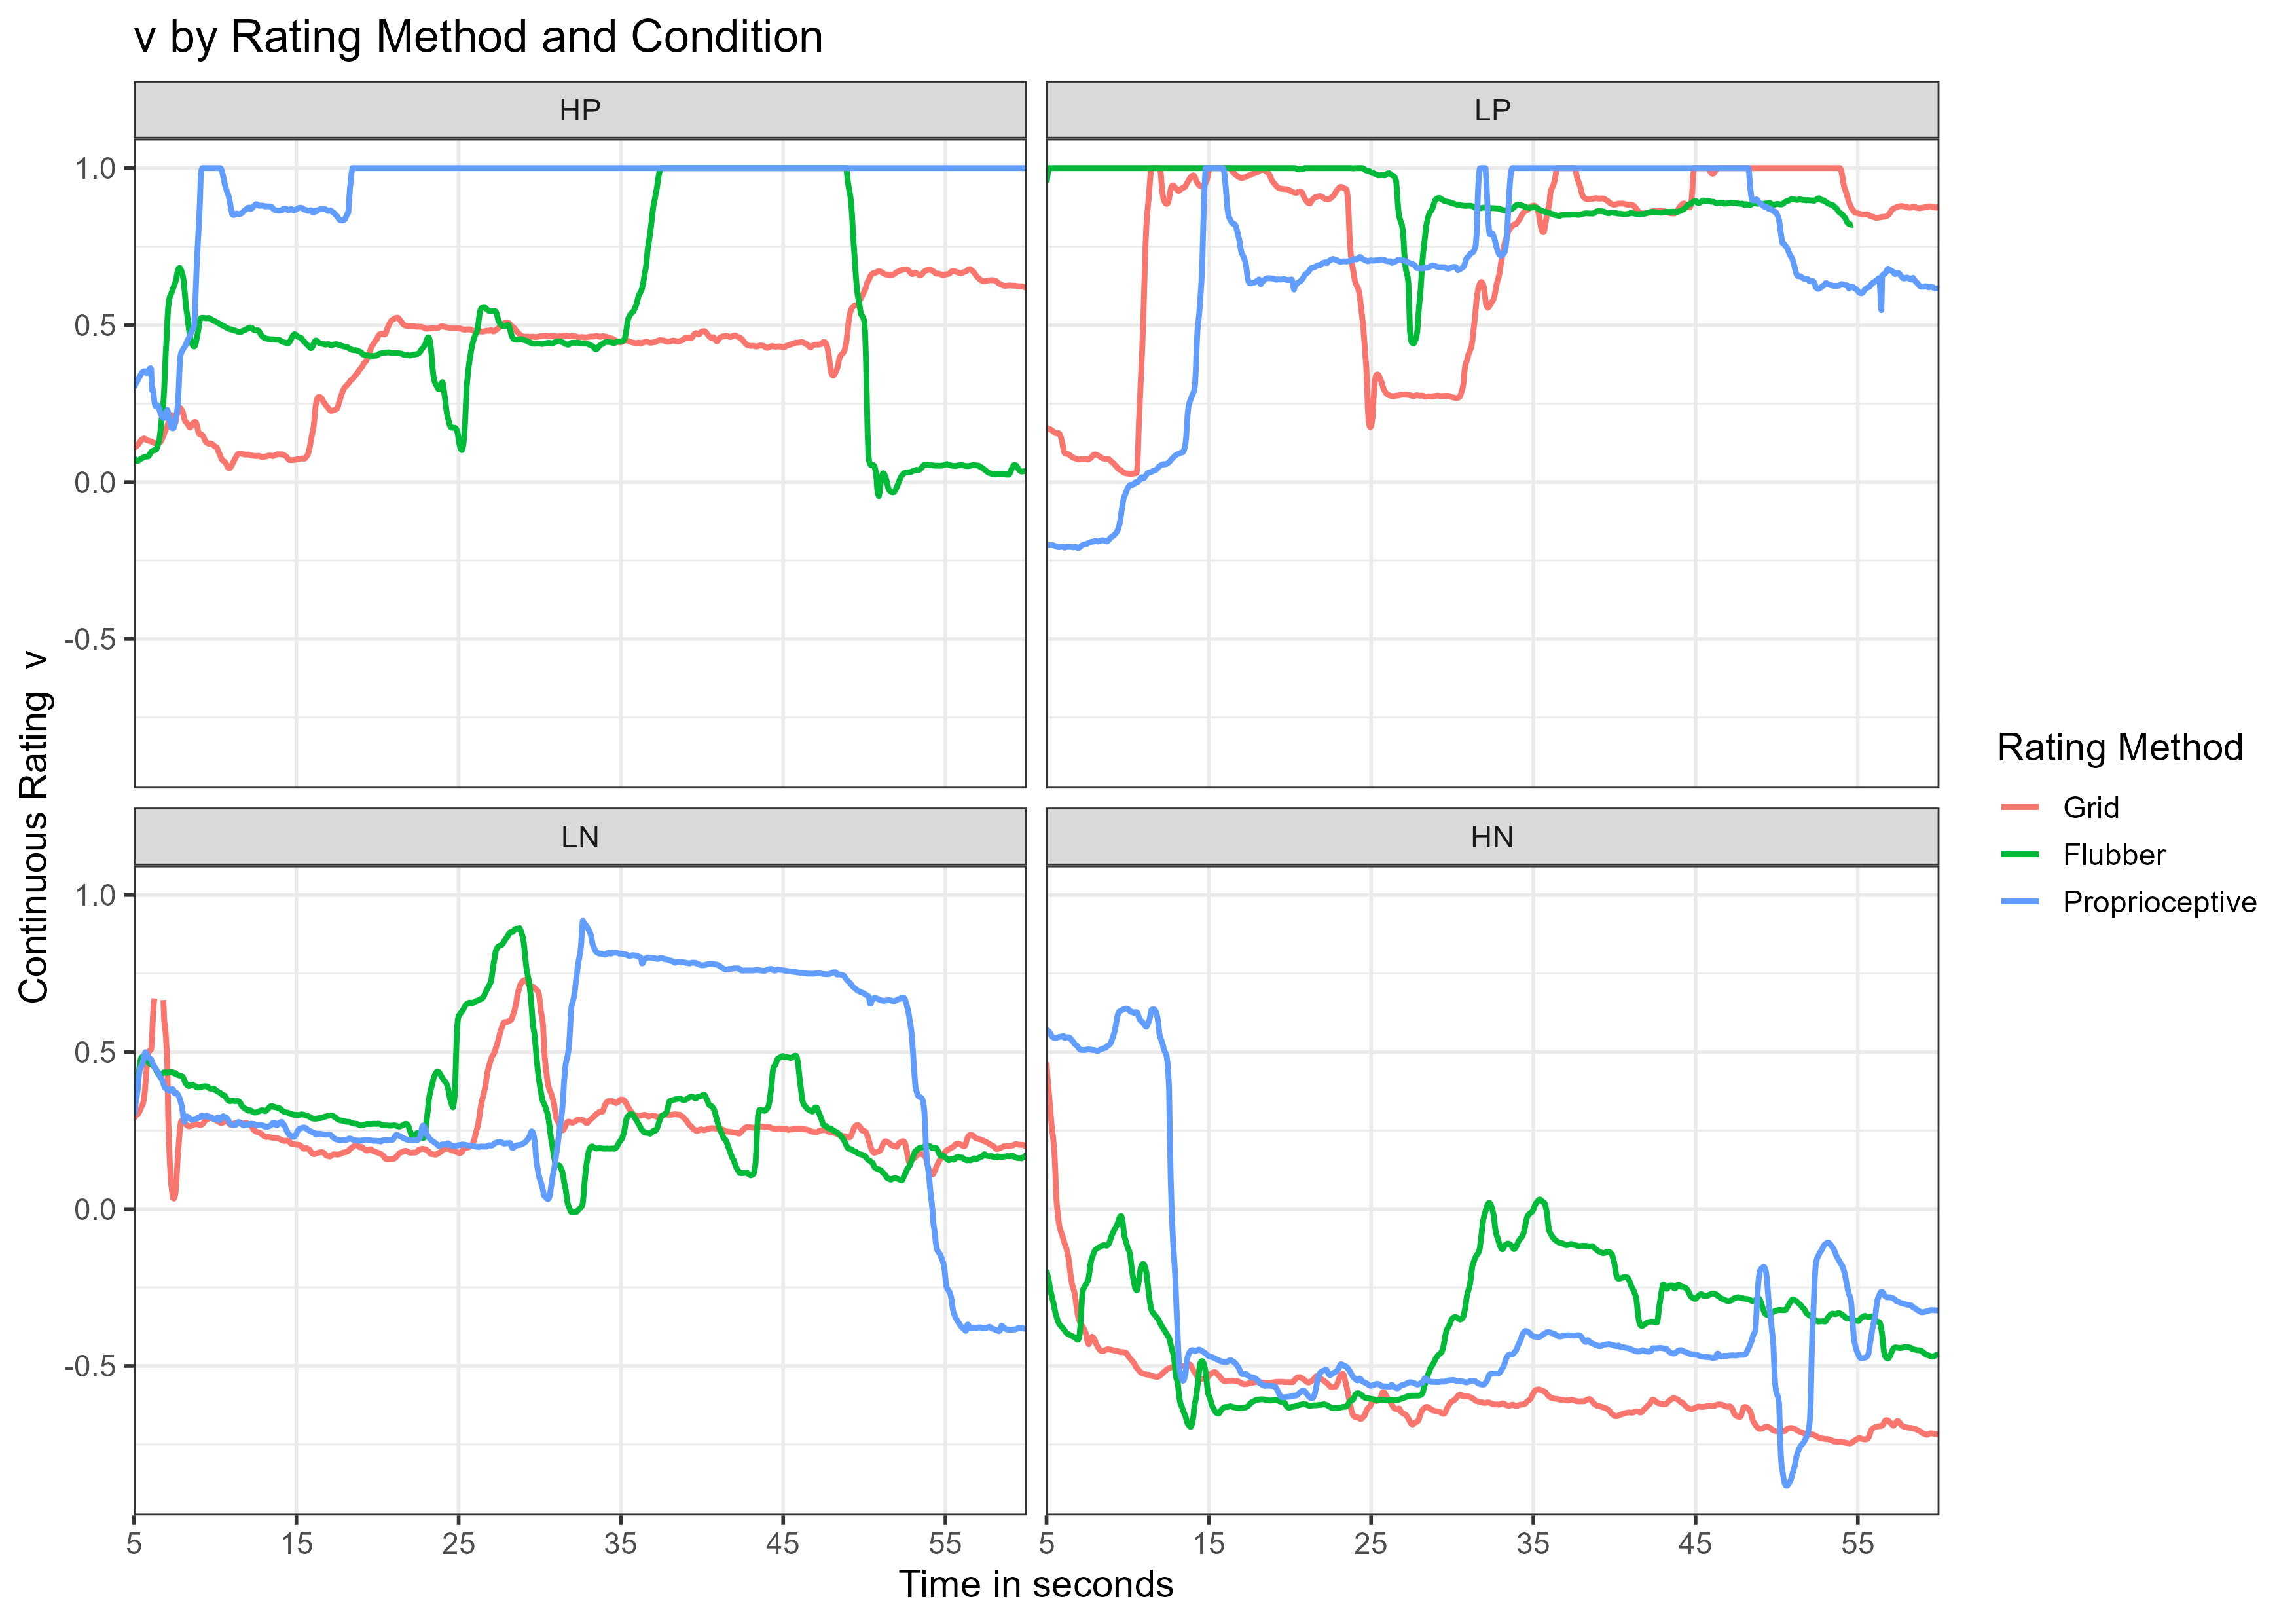 v by Rating Method and Condition
HP
LP
1.0
0.5
0.0
-0.5
LN
HN
1.0
0.5
0.0
-0.5
5 15 25 35 45 55
5 15 25 35 45 55
Time in seconds
Continuous Rating v
Rating Method
Grid
Flubber
Proprioceptive